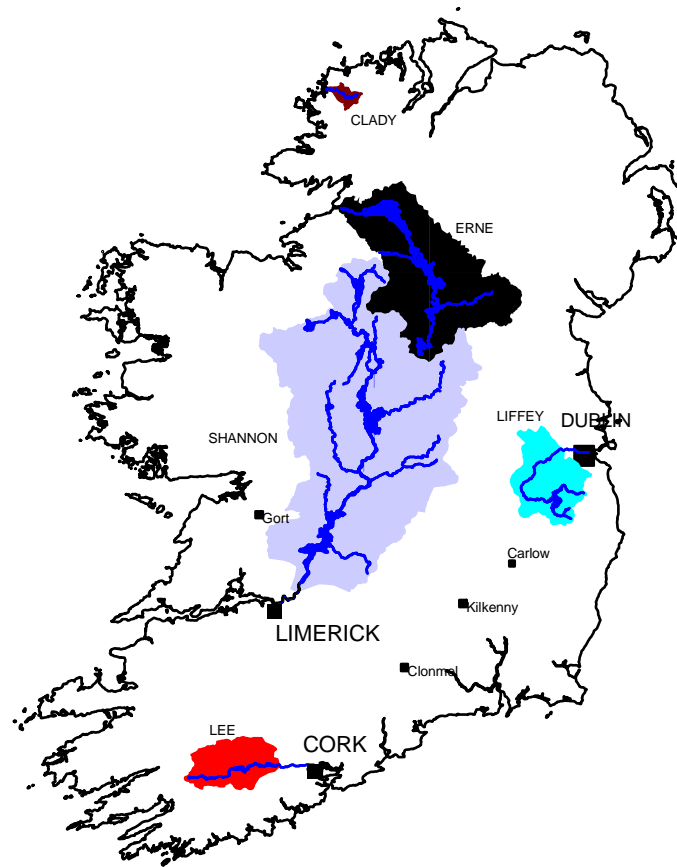 CLADY
ERNE
LIFFEY
DUBLIN
SHANNON
Gort
Carlow
Kilkenny
LIMERICK
Clonmel
LEE
CORK